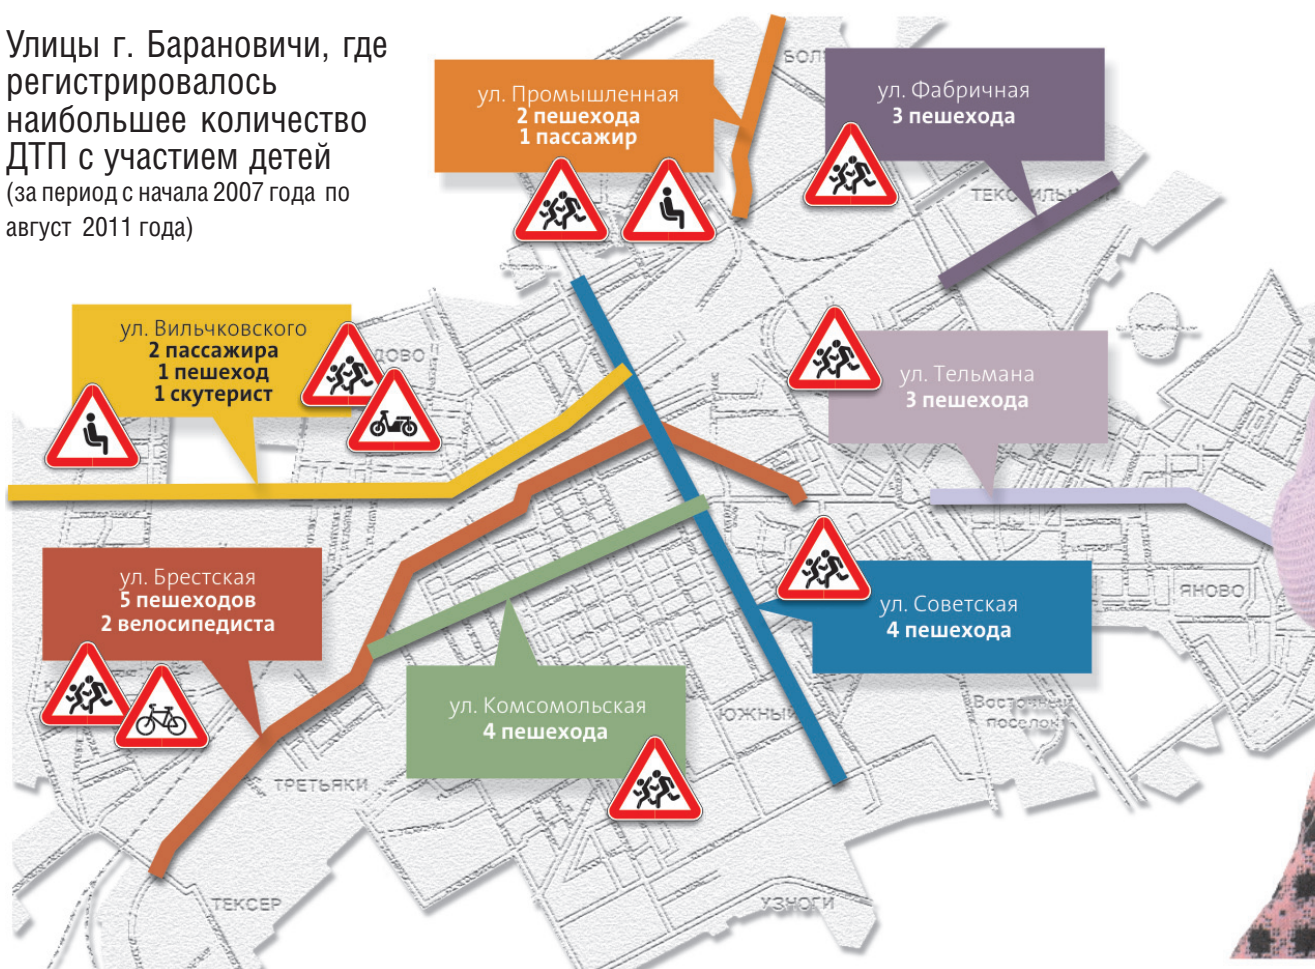 Улицы г. Барановичи, где
регистрировалось
наибольшее количество
ДТП с участием детей
(за период с начала 2007 года по
август 2011 года)
ул. Промышленная
2 пешехода
1 пассажир
ул. Фабричная
3 пешехода
ул. Вильчковского
2 пассажира
1 пешеход
1 скутерист
ул. Тельмана
3 пешехода
ул. Брестская
5 пешеходов
2 велосипедиста
ул. Советская
4 пешехода
ул. Комсомольская
4 пешехода
ЯНОВО
ЮЖНЫЙ
Восточный
поселок
ТРЕТЬЯКИ
ТЕКСЕР
УЗНОГИ